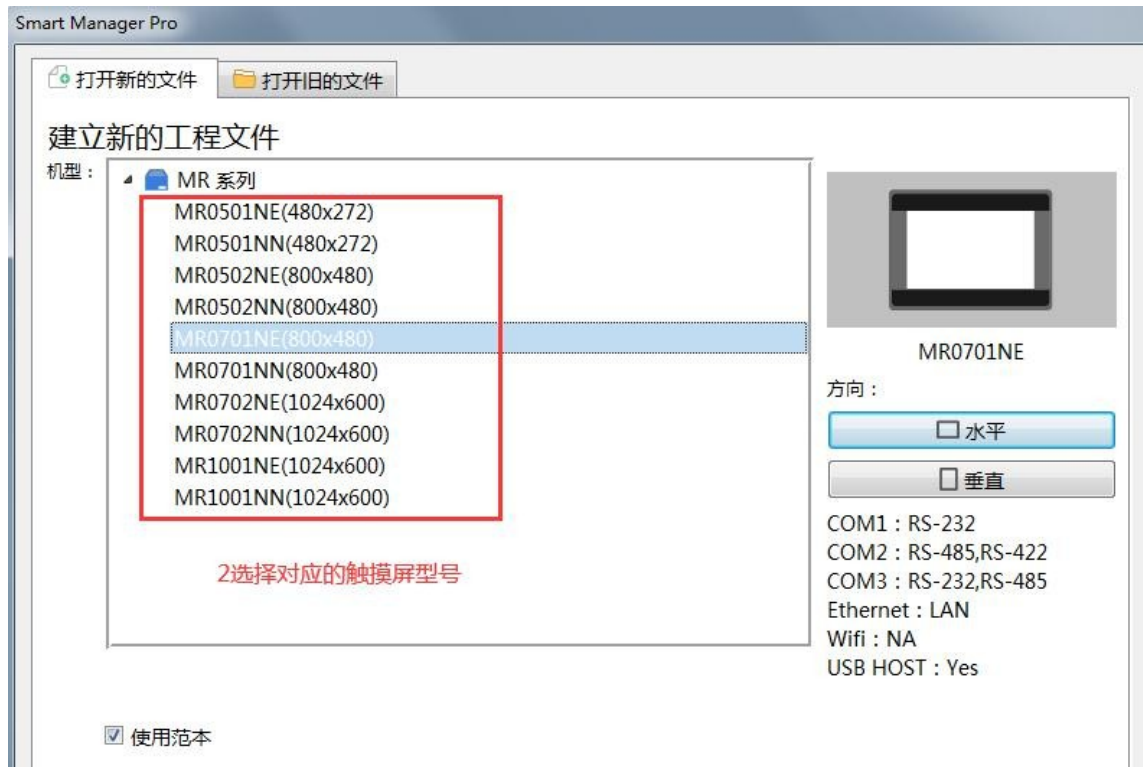 Smart Manager Pro
打开新的文件
打开旧的文件
建立新的工程文件
机型：
MR 系列
MR0501NE(480x272)
MR0501NN(480x272)
MR0502NE(800x480)
MR0502NN(800x480)
MR0701NE(800x480)
MR0701NN(800x480)
MR0702NE(1024x600)
MR0702NN(1024x600)
MR1001NE(1024x600)
MR1001NN(1024x600)
2选择对应的触摸屏型号
MR0701NE
方向：
水平
垂直
COM1：RS-232
COM2：RS-485,RS-422
COM3：RS-232,RS-485
Ethernet：LAN
Wifi：NA
USB HOST：Yes
使用范本